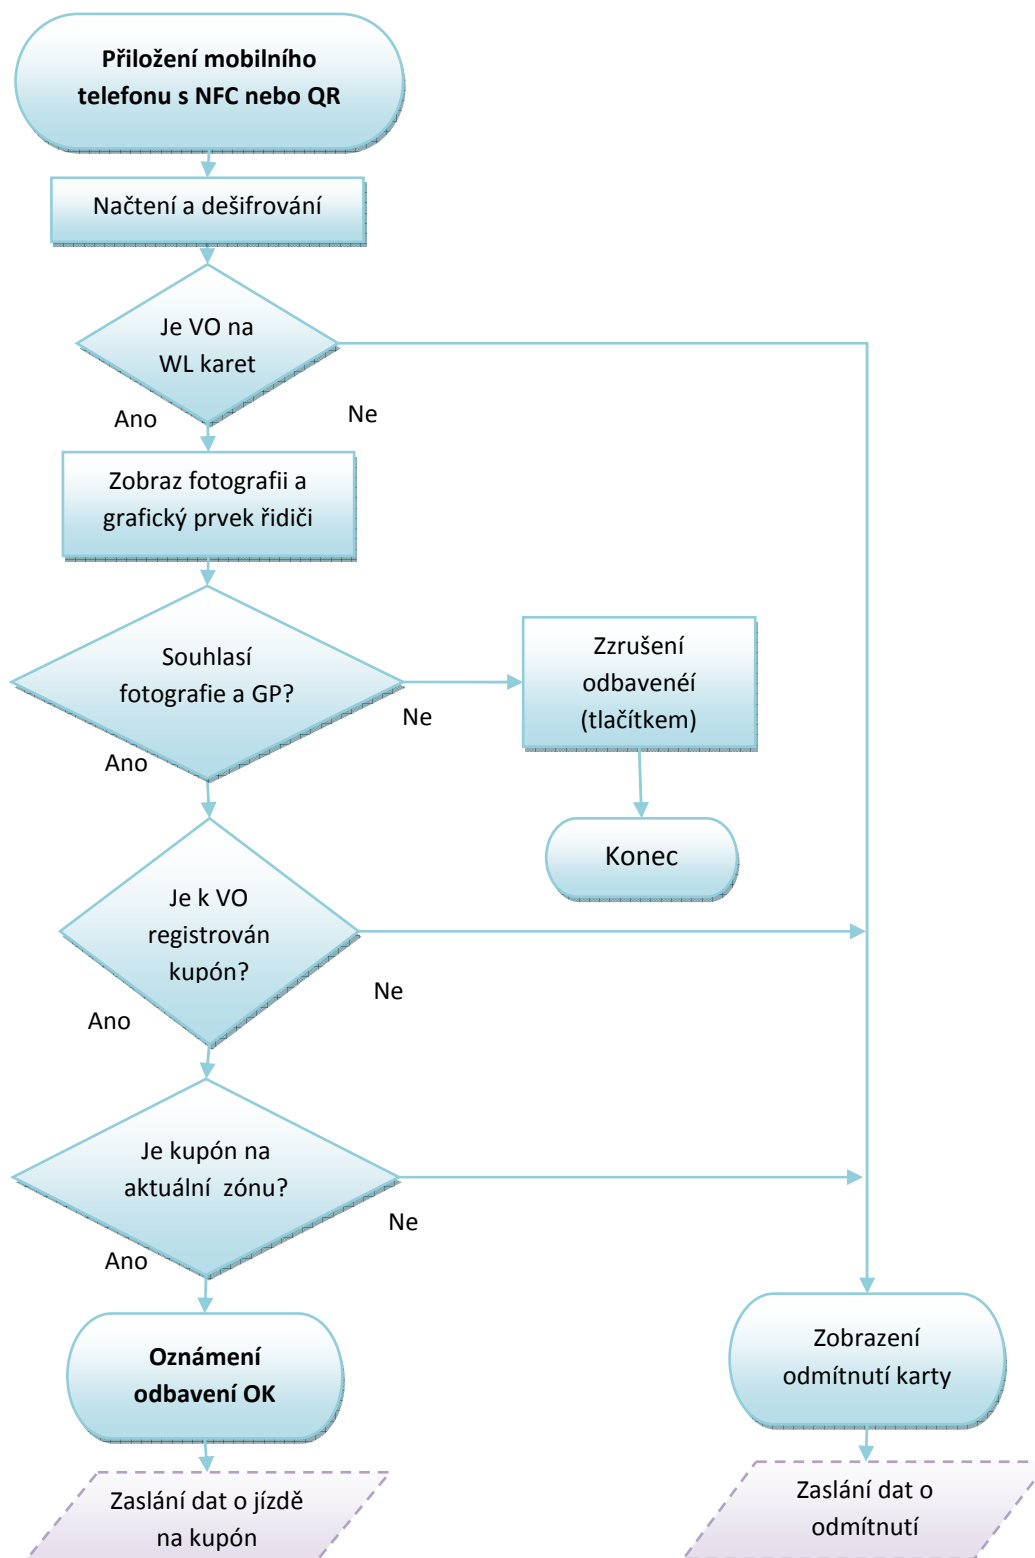 Přiložení mobilního
telefonu s NFC nebo QR
Načtení a dešifrování
Je VO na
WL karet
Ano
Ne
Zobraz fotografii a
grafický prvek řidiči
Souhlasí
fotografie a GP?
Ne
Ano
Zzrušení
odbavenéí
(tlačítkem)
Konec
Je k VO
registrován
kupón?
Ne
Ano
Je kupón na
aktuální zónu?
Ne
Ano
Oznámení
odbavení OK
Zobrazení
odmítnutí karty
Zaslání dat o jízdě
na kupón
Zaslání dat o
odmítnutí